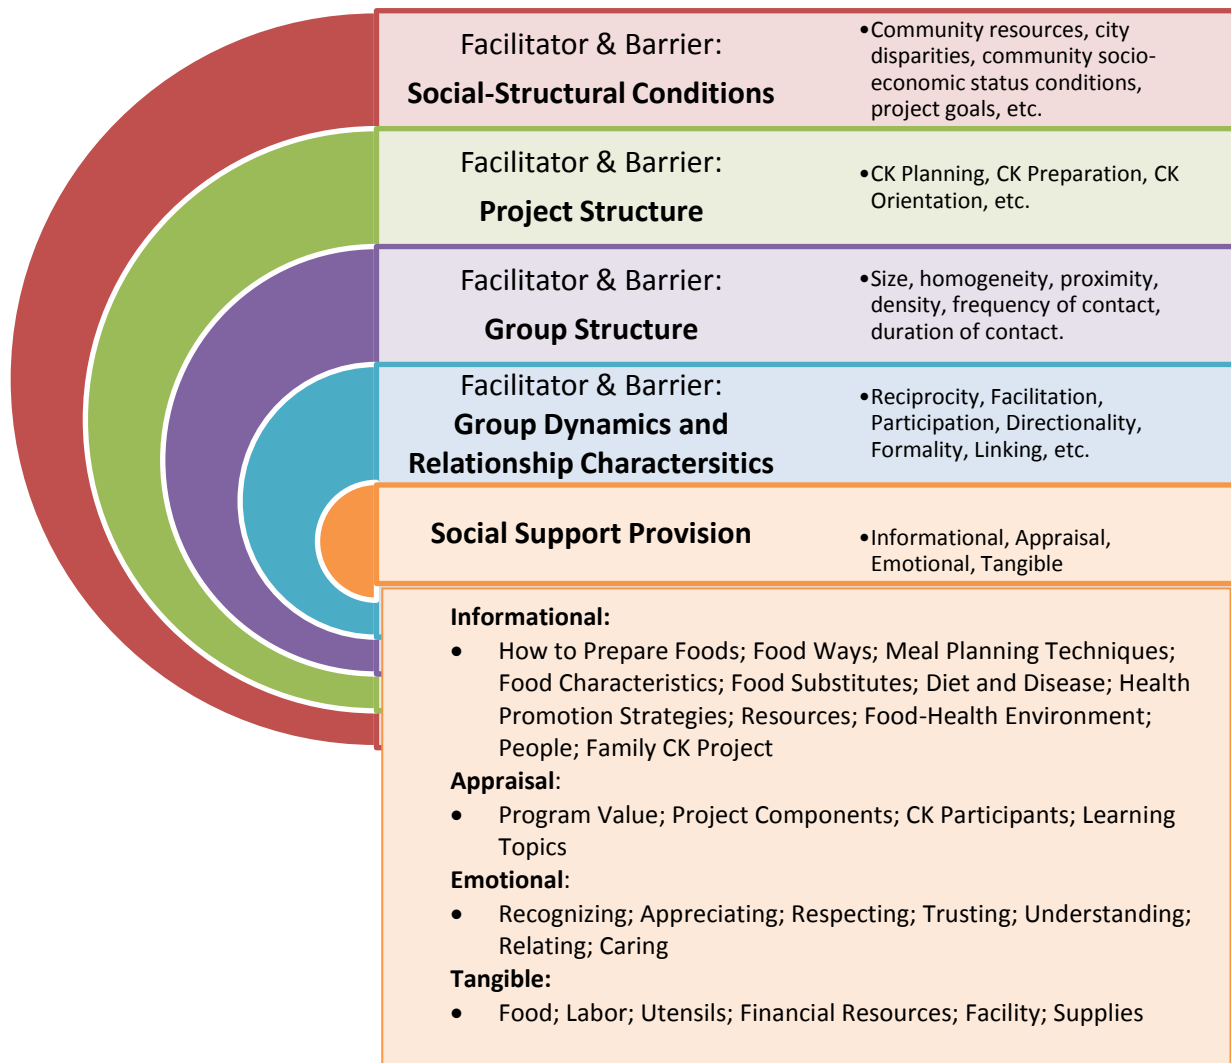 Facilitator & Barrier:
Social-Structural Conditions
•Community resources, city
disparities, community socio-
economic status conditions,
project goals, etc.
Facilitator & Barrier:
Project Structure
•CK Planning, CK Preparation, CK
Orientation, etc.
Facilitator & Barrier:
Group Structure
•Size, homogeneity, proximity,
density, frequency of contact,
duration of contact.
Facilitator & Barrier:
Group Dynamics and
Relationship Charactersitics
•Reciprocity, Facilitation,
Participation, Directionality,
Formality, Linking, etc.
Social Support Provision
•Informational, Appraisal,
Emotional, Tangible
Informational:
• How to Prepare Foods; Food Ways; Meal Planning Techniques;
Food Characteristics; Food Substitutes; Diet and Disease; Health
Promotion Strategies; Resources; Food-Health Environment;
People; Family CK Project
Appraisal:
• Program Value; Project Components; CK Participants; Learning
Topics
Emotional:
• Recognizing; Appreciating; Respecting; Trusting; Understanding;
Relating; Caring
Tangible:
• Food; Labor; Utensils; Financial Resources; Facility; Supplies